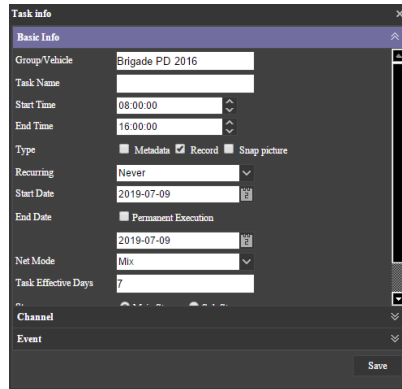 Task info
Basic Info
Group/Vehicle Brigade PD 2016
Task Name
Start Time 08:00:00
End Time 16:00:00
Type Metadata Record Snap picture
Recurring Never
Start Date 2019-07-09
End Date Permanent Execution
2019-07-09
Net Mode Mix
Task Effective Days 7
Channel
Event
Save